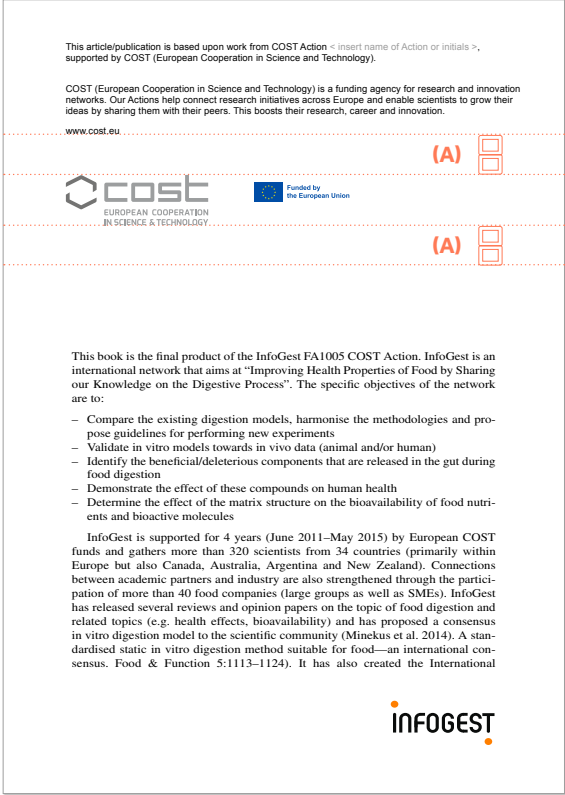 This article/publication is based upon work from COST Action < insert name of Action or initials >,
supported by COST (European Cooperation in Science and Technology).
COST (European Cooperation in Science and Technology) is a funding agency for research and innovation
networks. Our Actions help connect research initiatives across Europe and enable scientists to grow their
ideas by sharing them with their peers. This boosts their research, career and innovation.
www.cost.eu
(A)
cost
EUROPEAN COOPERATION
IN SCIENCE & TECHNOLOGY
Funded by
the European Union
(A)
This book is the final product of the InfoGest FA1005 COST Action. InfoGest is an
international network that aims at “Improving Health Properties of Food by Sharing
our Knowledge on the Digestive Process”. The specific objectives of the network
are to:
– Compare the existing digestion models, harmonise the methodologies and pro-
pose guidelines for performing new experiments
– Validate in vitro models towards in vivo data (animal and/or human)
– Identify the beneficial/deleterious components that are released in the gut during
food digestion
– Demonstrate the effect of these compounds on human health
– Determine the effect of the matrix structure on the bioavailability of food nutri-
ents and bioactive molecules
InfoGest is supported for 4 years (June 2011–May 2015) by European COST
funds and gathers more than 320 scientists from 34 countries (primarily within
Europe but also Canada, Australia, Argentina and New Zealand). Connections
between academic partners and industry are also strengthened through the partici-
pation of more than 40 food companies (large groups as well as SMEs). InfoGest
has released several reviews and opinion papers on the topic of food digestion and
related topics (e.g. health effects, bioavailability) and has proposed a consensus
in vitro digestion model to the scientific community (Minekus et al. 2014). A stan-
dardised static in vitro digestion method suitable for food—an international con-
sensus. Food & Function 5:1113–1124). It has also created the International
INFOGEST